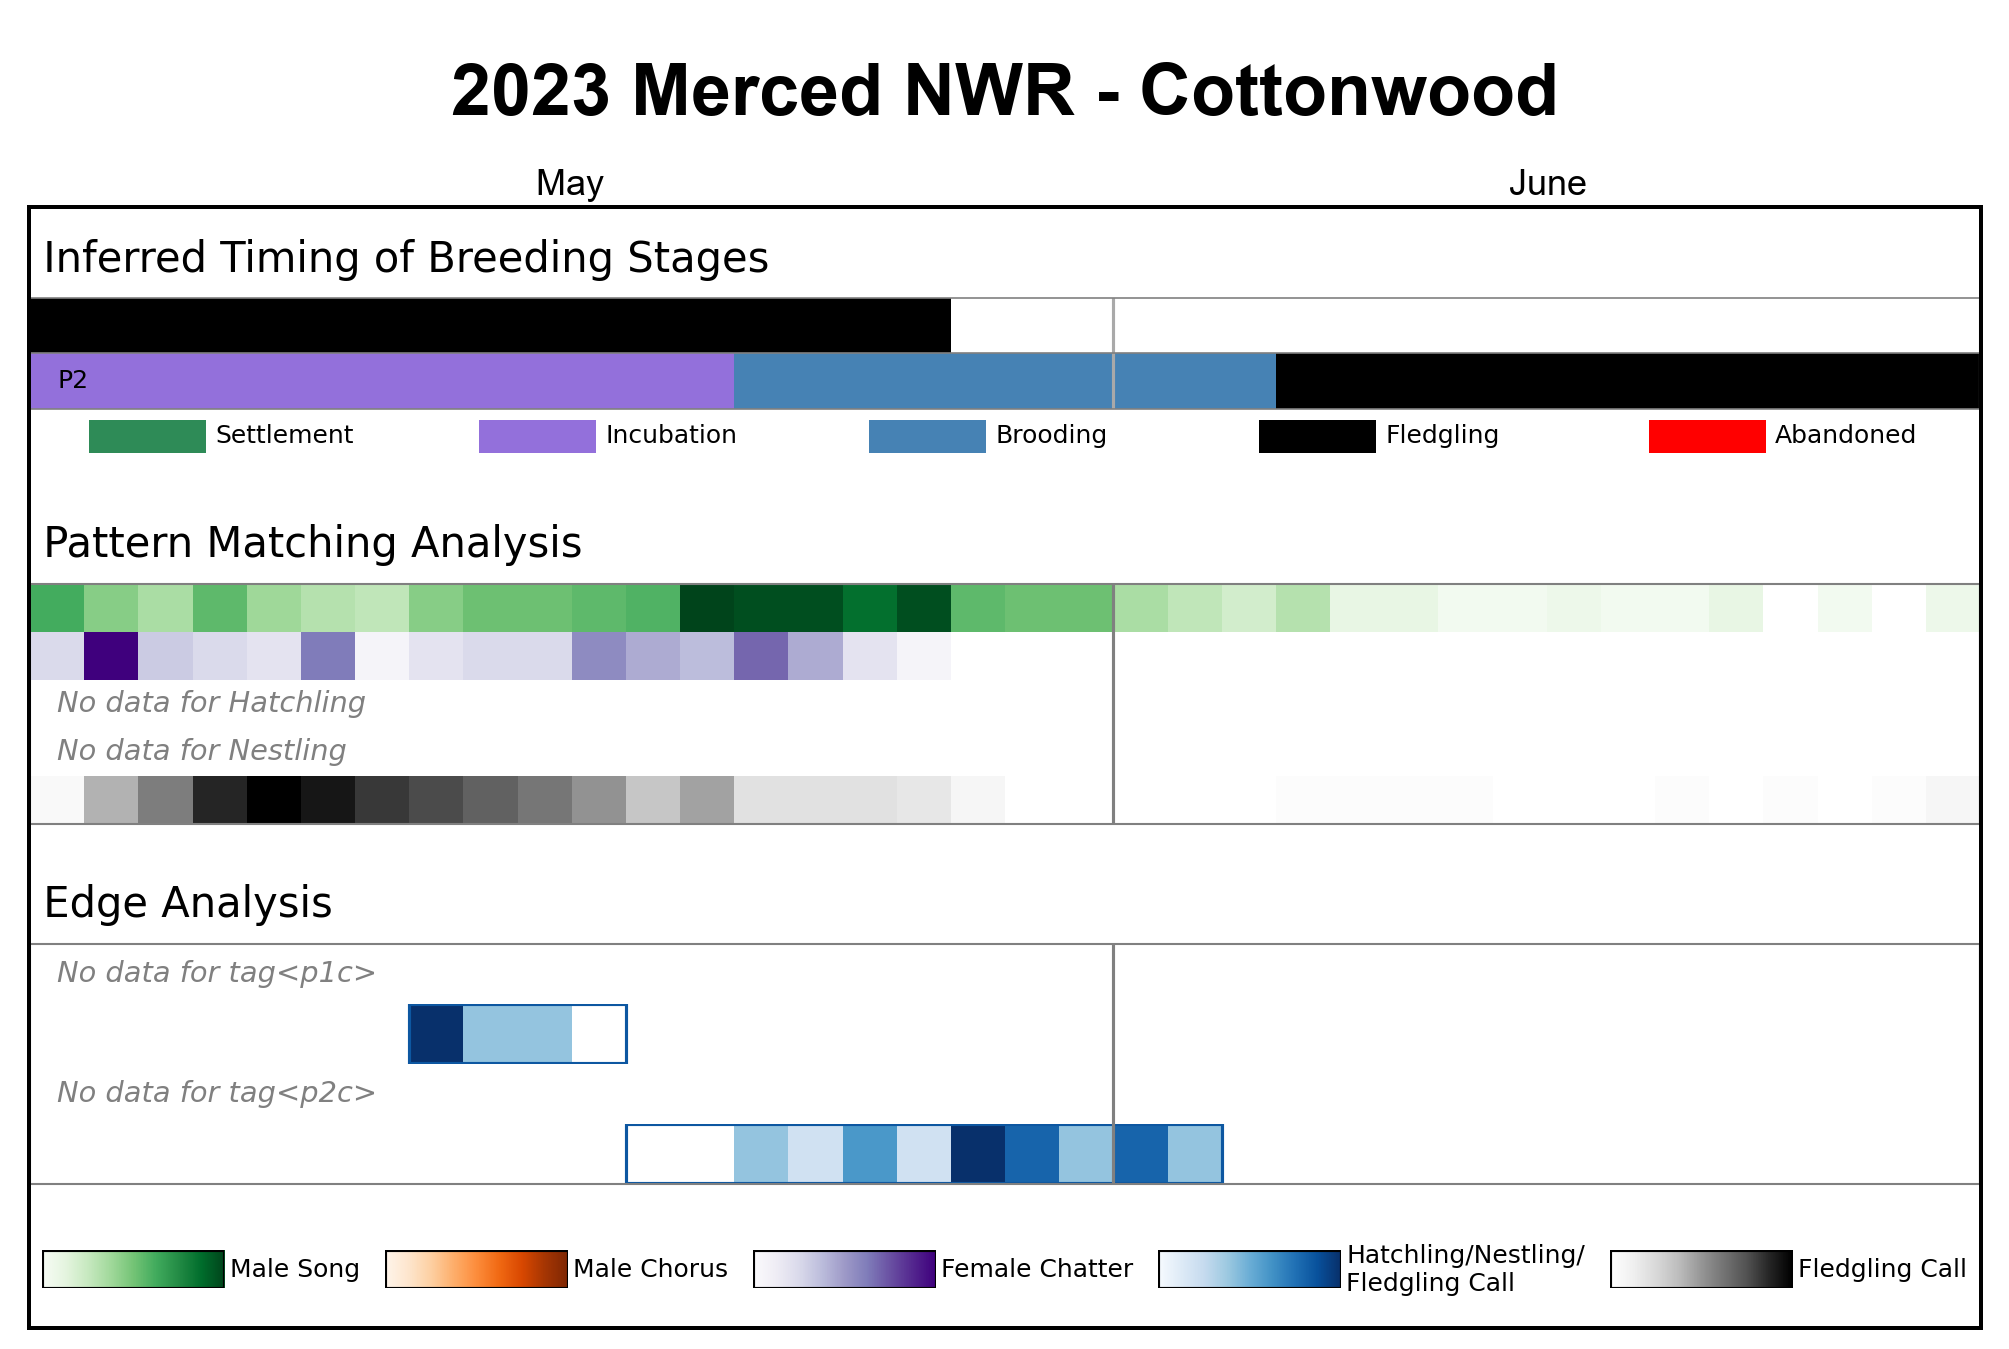 2023 Merced NWR - Cottonwood
May June
Inferred Timing of Breeding Stages
P2
Settlement Incubation Brooding Fledgling Abandoned
Pattern Matching Analysis
No data for Hatchling
No data for Nestling
Edge Analysis
No data for tag<p1c>
No data for tag<p2c>
Male Song Male Chorus Female Chatter Hatchling/Nestling/
Fledgling Call Fledgling Call